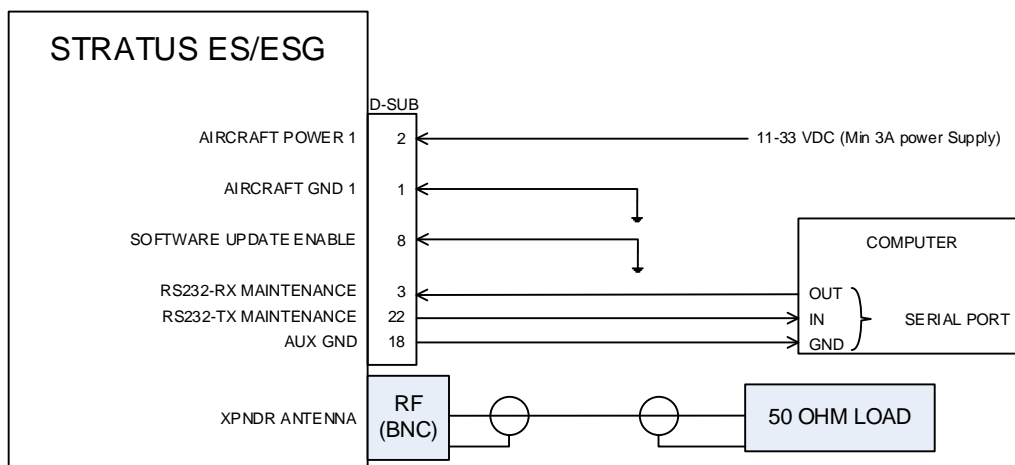 STRATUS ES/ESG
D-SUB
AIRCRAFT POWER 1 2 11-33 VDC (Min 3A power Supply)
AIRCRAFT GND 1 1
SOFTWARE UPDATE ENABLE 8
COMPUTER
RS232-RX MAINTENANCE 3 OUT
RS232-TX MAINTENANCE 22 IN SERIAL PORT
AUX GND 18 GND
XPNDR ANTENNA
RF
(BNC)
50 OHM LOAD